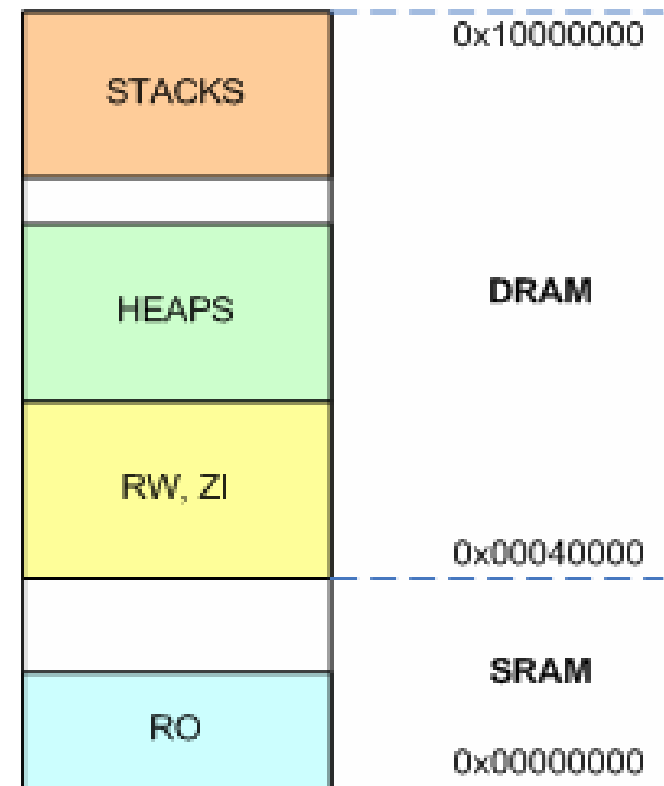 0x10000000
STACKS
DRAM
HEAPS
RW, ZI
0x00040000
SRAM
RO
0x00000000